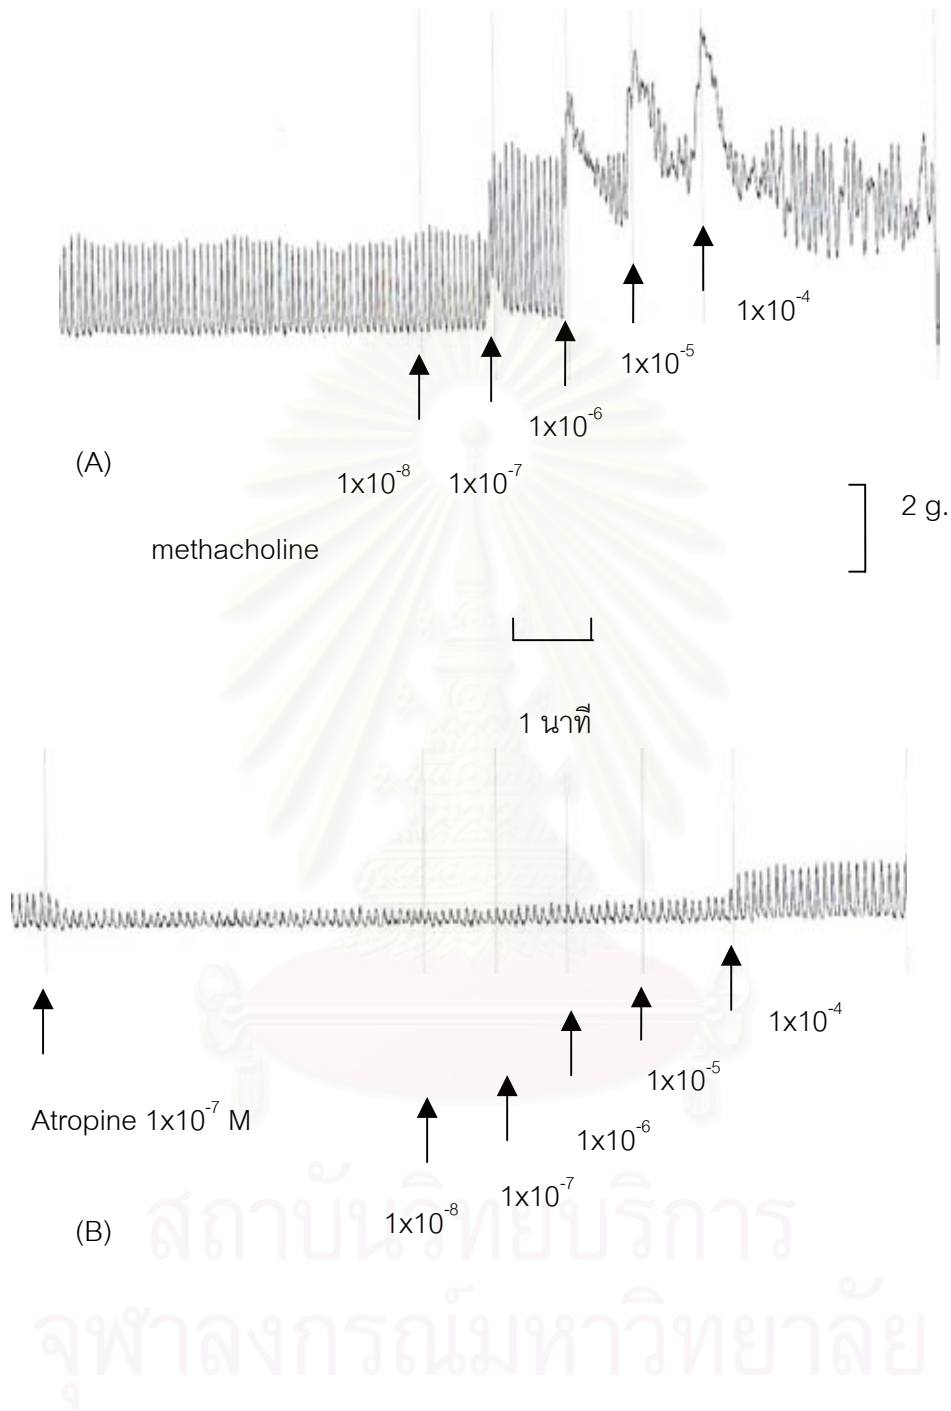 1x10⁻⁴
1x10⁻⁵
1x10⁻⁶
(A)
1x10⁻⁸ 1x10⁻⁷
2 g.
methacholine
1 นาที
1x10⁻⁴
1x10⁻⁵
Atropine 1x10⁻⁷ M
1x10⁻⁶
1x10⁻⁷
1x10⁻⁸
(B)
สถาบันวิทยบริการ
จุฬาลงกรณ์มหาวิทยาลัย